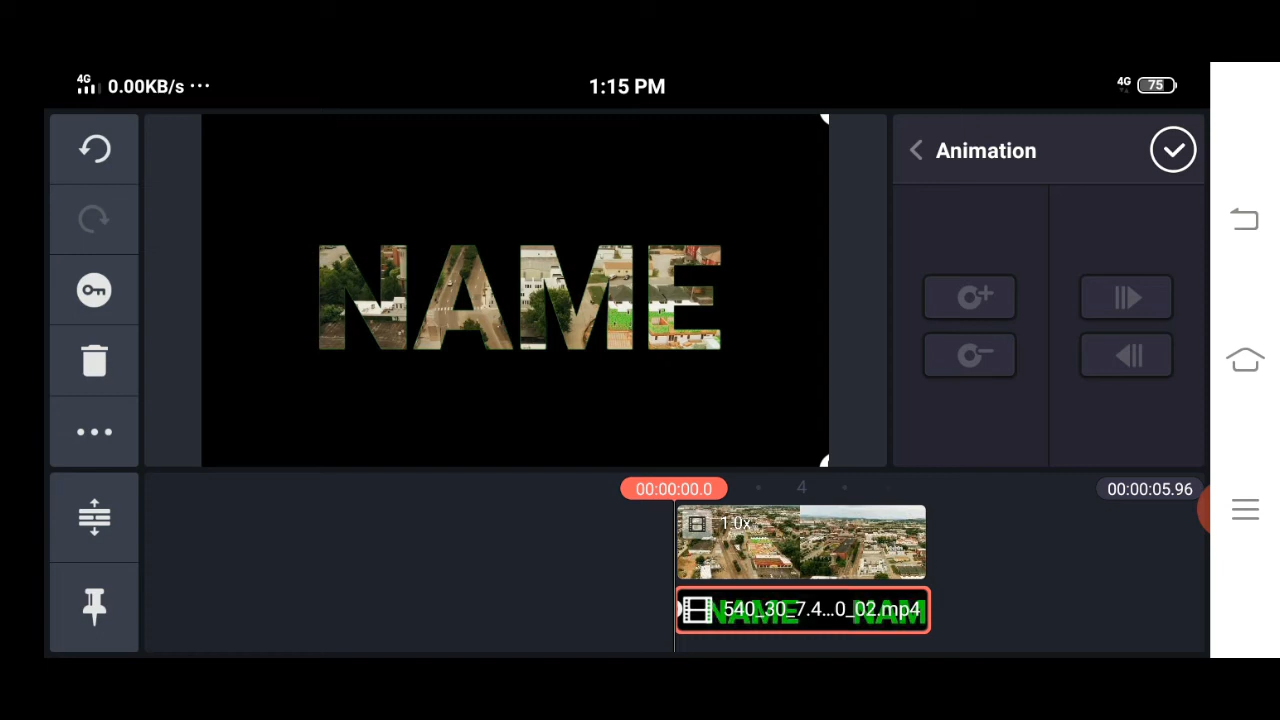 4G 0.00KB/s ...
1:15 PM
4G 75
Animation
NAME
00:00:00.0
4
00:00:05.96
1.0x
540_30_7.4...0_02.mp4
NAME NAM